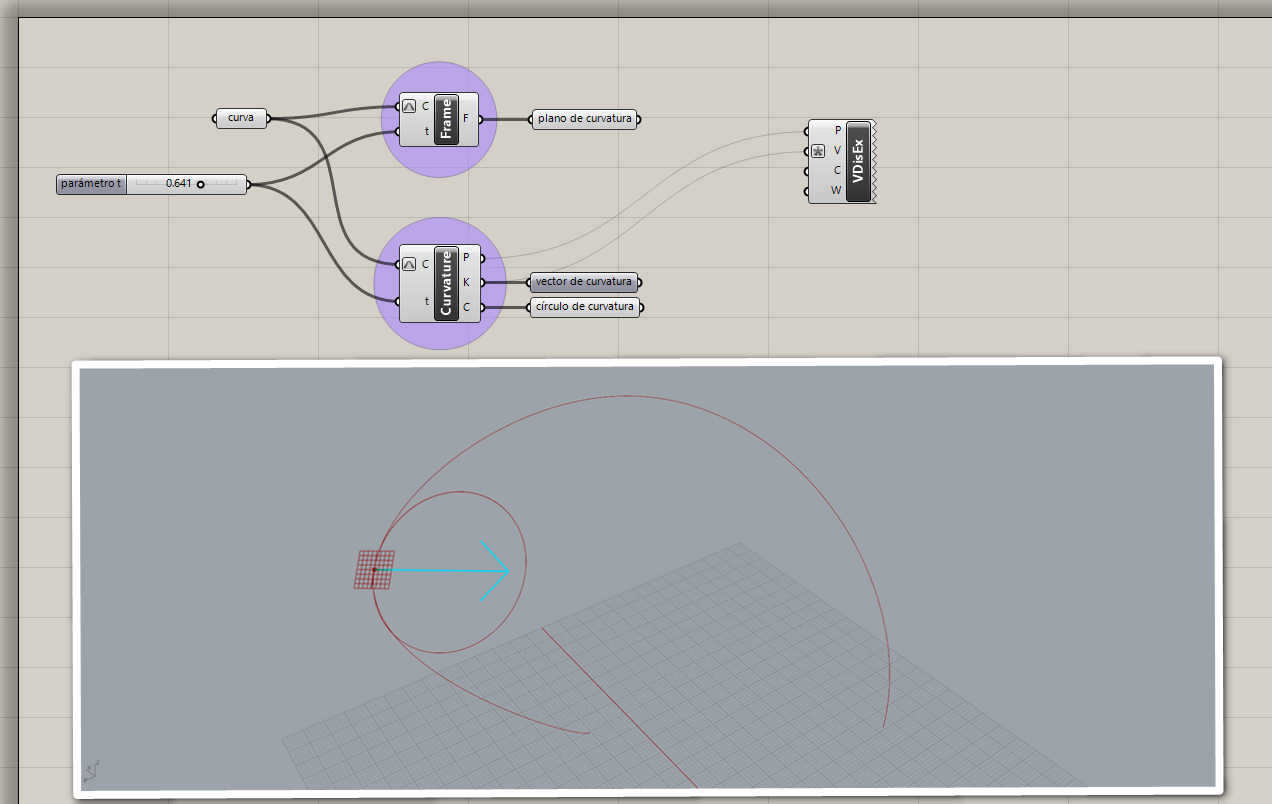 curva
parámetro t
0.641
C
t
Frame
F
plano de curvatura
C
t
Curvature
P
K
C
vector de curvatura
círculo de curvatura
P
V
C
W
VDisEx